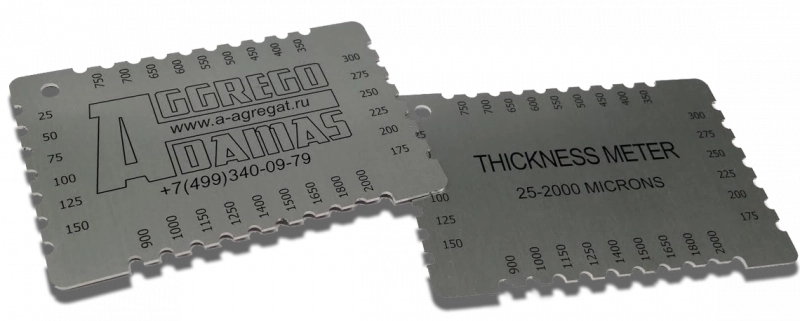 750 700 650 600 550 500 450 400 350
300
275
250
200
175
25
50
75
100
125
150
AGGREGO
www.a-agregat.ru
ADAMAS
+7(499)340-09-79
900 1000 1150 1250 1400 1500 1650 1800 2000
750 700 650 600 550 500 450 400 350
300
275
250
200
175
THICKNESS METER
25-2000 MICRONS
100
125
150
900 1000 1150 1250 1400 1500 1650 1800 2000